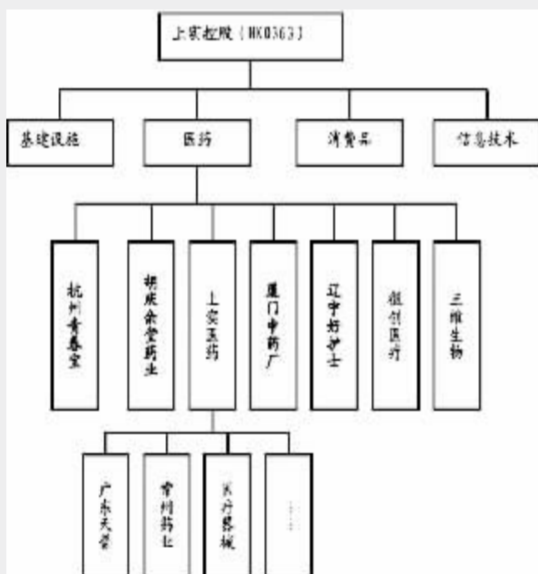 上实控股（HK0363）
基建设施
医药
消费品
信息技术
杭州青春宝
胡庆余堂药业
上实医药
厦门中药厂
辽宁好护士
微创医疗
三维生物
广东天普
常州药业
医疗器械
……